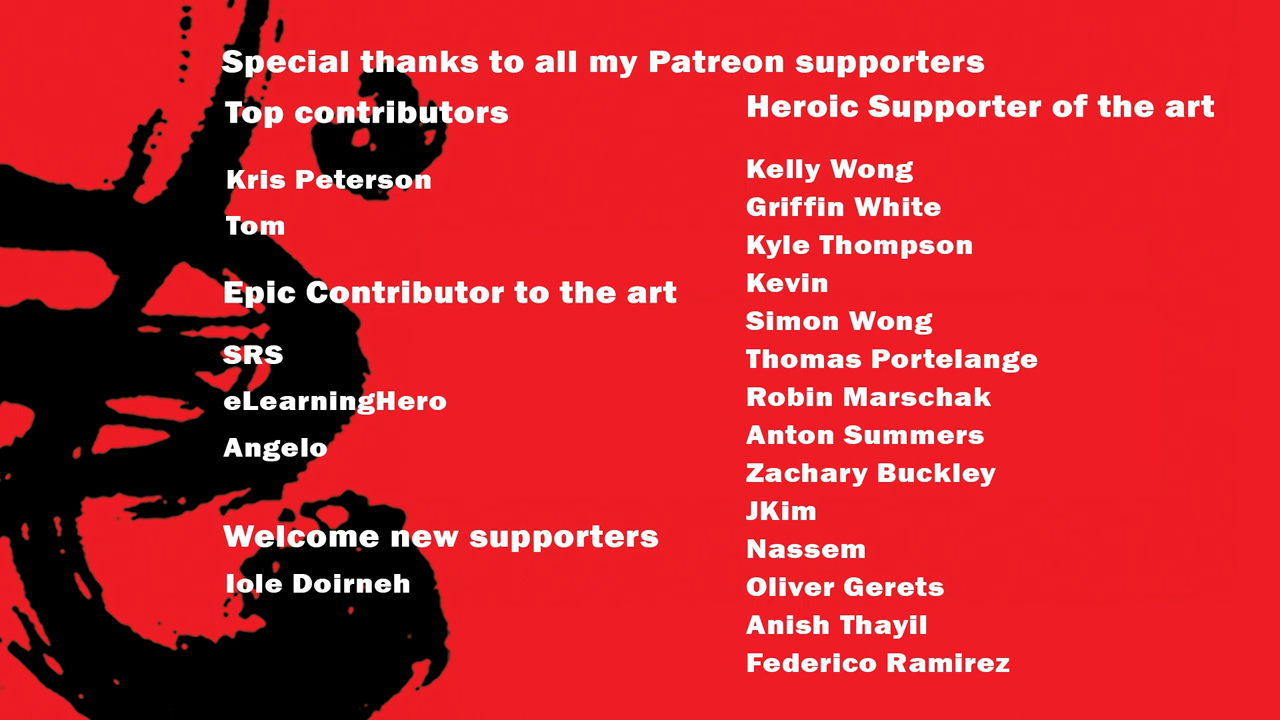 Special thanks to all my Patreon supporters
Top contributors
Kris Peterson
Tom
Epic Contributor to the art
SRS
eLearningHero
Angelo
Welcome new supporters
Iole Doirneh
Heroic Supporter of the art
Kelly Wong
Griffin White
Kyle Thompson
Kevin
Simon Wong
Thomas Portelange
Robin Marschak
Anton Summers
Zachary Buckley
JKim
Nassem
Oliver Gerets
Anish Thayil
Federico Ramirez